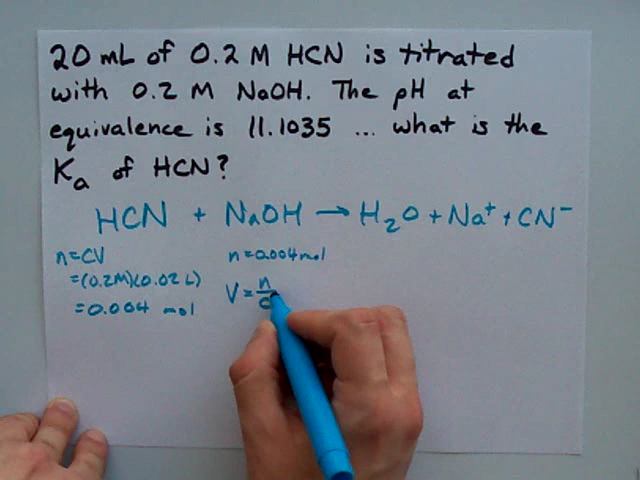 20 mL of 0.2 M HCN is titrated
with 0.2 M NaOH. The pH at
equivalence is 11.1035 ... what is the
Ka of HCN?
HCN + NaOH → H₂O + Na⁺ + CN⁻
n=CV
=(0.2M)(0.02 L)
=0.004 mol
n=0.004mol
V=n/C